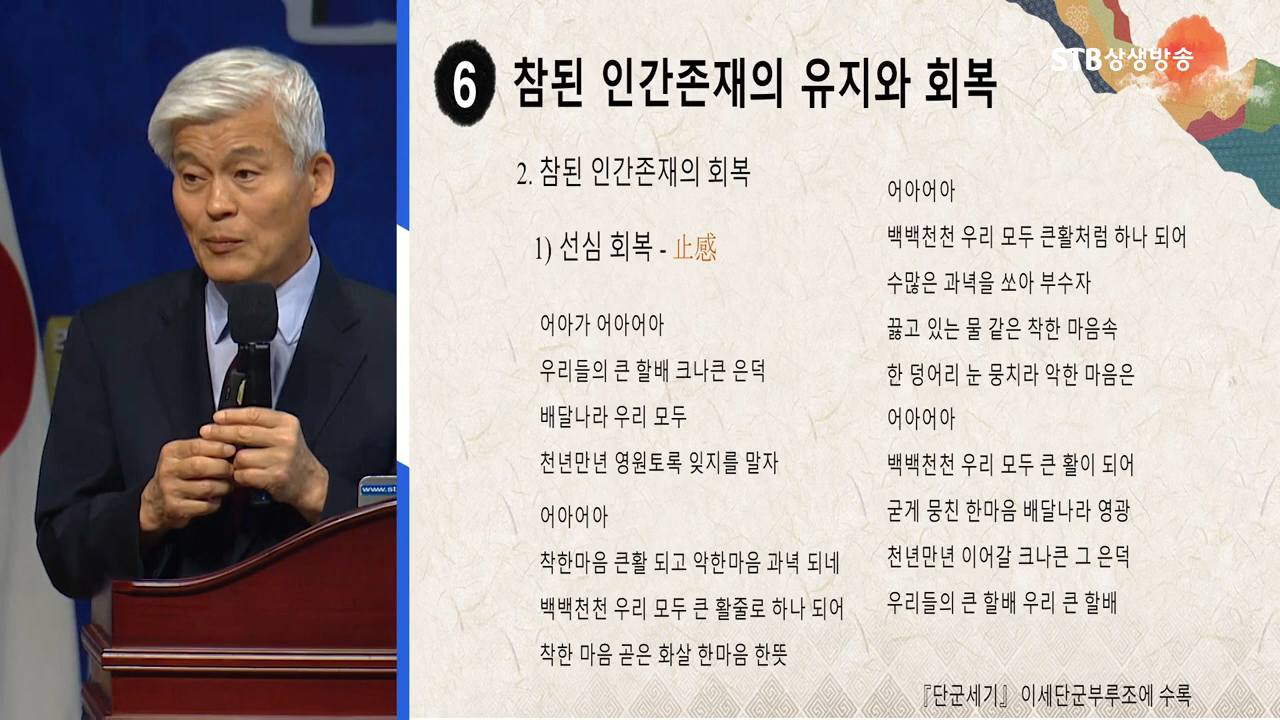 STB상생방송
6 참된 인간존재의 유지와 회복
2. 참된 인간존재의 회복
1) 선심 회복 - 止感
어아가 어아어아
우리들의 큰 할배 크나큰 은덕
배달나라 우리 모두
천년만년 영원토록 잊지를 말자
어아어아
착한마음 큰활 되고 악한마음 과녁 되네
백백천천 우리 모두 큰 활줄로 하나 되어
착한 마음 곧은 화살 한마음 한뜻
어아어아
백백천천 우리 모두 큰활처럼 하나 되어
수많은 과녁을 쏘아 부수자
끓고 있는 물 같은 착한 마음속
한 덩어리 눈 뭉치라 악한 마음은
어아어아
백백천천 우리 모두 큰 활이 되어
굳게 뭉친 한마음 배달나라 영광
천년만년 이어갈 크나큰 그 은덕
우리들의 큰 할배 우리 큰 할배
『단군세기』 이세단군부루조에 수록
www.st